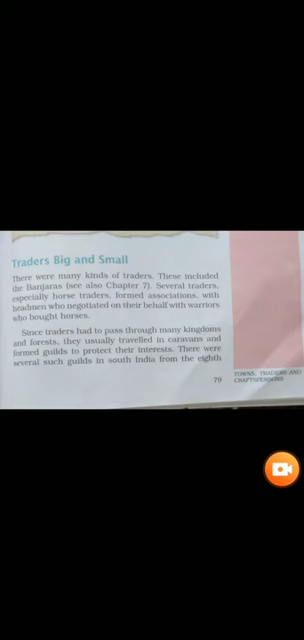 Traders Big and Small
There were many kinds of traders. These included
the Banjaras (see also Chapter 7). Several traders,
especially horse traders, formed associations, with
headmen who negotiated on their behalf with warriors
who bought horses.
Since traders had to pass through many kingdoms
and forests, they usually travelled in caravans and
formed guilds to protect their interests. There were
several such guilds in south India from the eighth
79
TOWNS, TRADERS AND
CRAFTSPERSONS